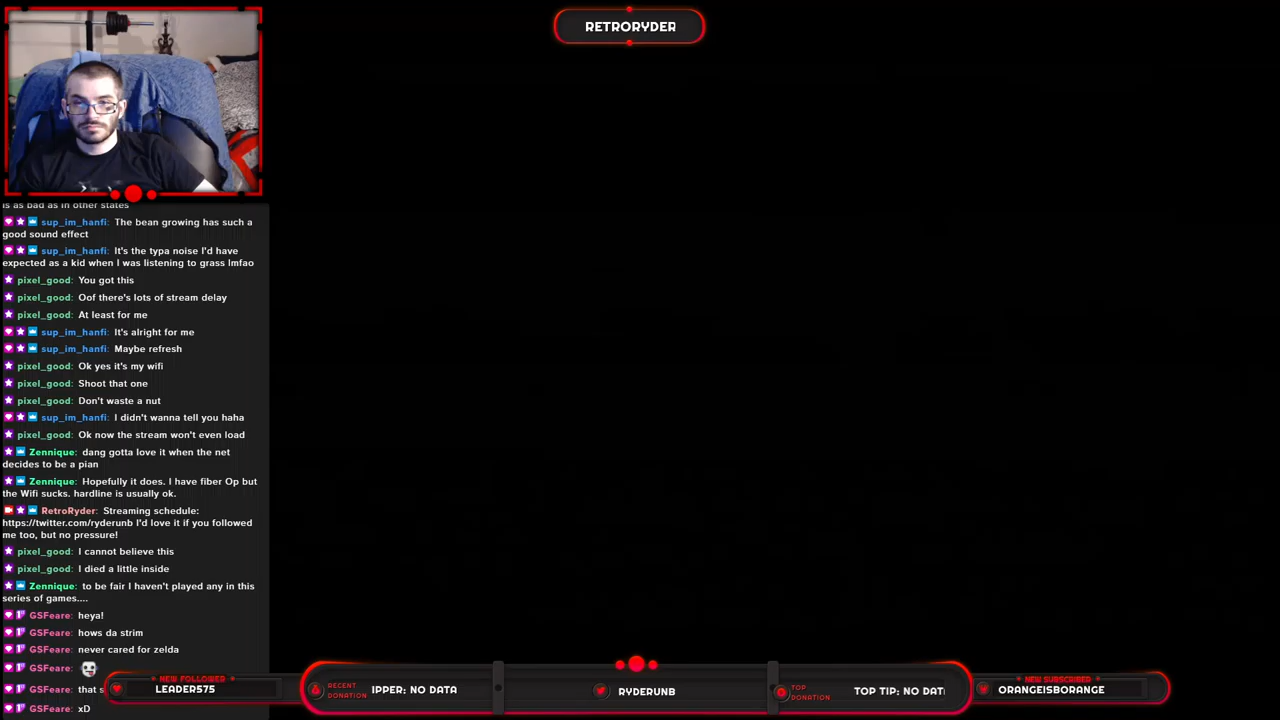 RETRORYDER
is as bad as in other states
sup_im_hanfi: The bean growing has such a
good sound effect
sup_im_hanfi: It's the typa noise I'd have
expected as a kid when I was listening to grass lmfao
pixel_good: You got this
pixel_good: Oof there's lots of stream delay
pixel_good: At least for me
sup_im_hanfi: It's alright for me
sup_im_hanfi: Maybe refresh
pixel_good: Ok yes it's my wifi
pixel_good: Shoot that one
pixel_good: Don't waste a nut
sup_im_hanfi: I didn't wanna tell you haha
pixel_good: Ok now the stream won't even load
Zennique: dang gotta love it when the net
decides to be a pian
Zennique: Hopefully it does. I have fiber Op but
the Wifi sucks. hardline is usually ok.
RetroRyder: Streaming schedule:
https://twitter.com/ryderunb I'd love it if you followed
me too, but no pressure!
pixel_good: I cannot believe this
pixel_good: I died a little inside
Zennique: to be fair I haven't played any in this
series of games....
GSFeare: heya!
GSFeare: hows da strim
GSFeare: never cared for zelda
GSFeare:
GSFeare: that s
GSFeare: xD
NEW FOLLOWER
LEADER575
RECENT
DONATION
IPPER: NO DATA
RYDERUNB
TOP
DONATION
TOP TIP: NO DAT
NEW SUBSCRIBER
ORANGEISBORANGE